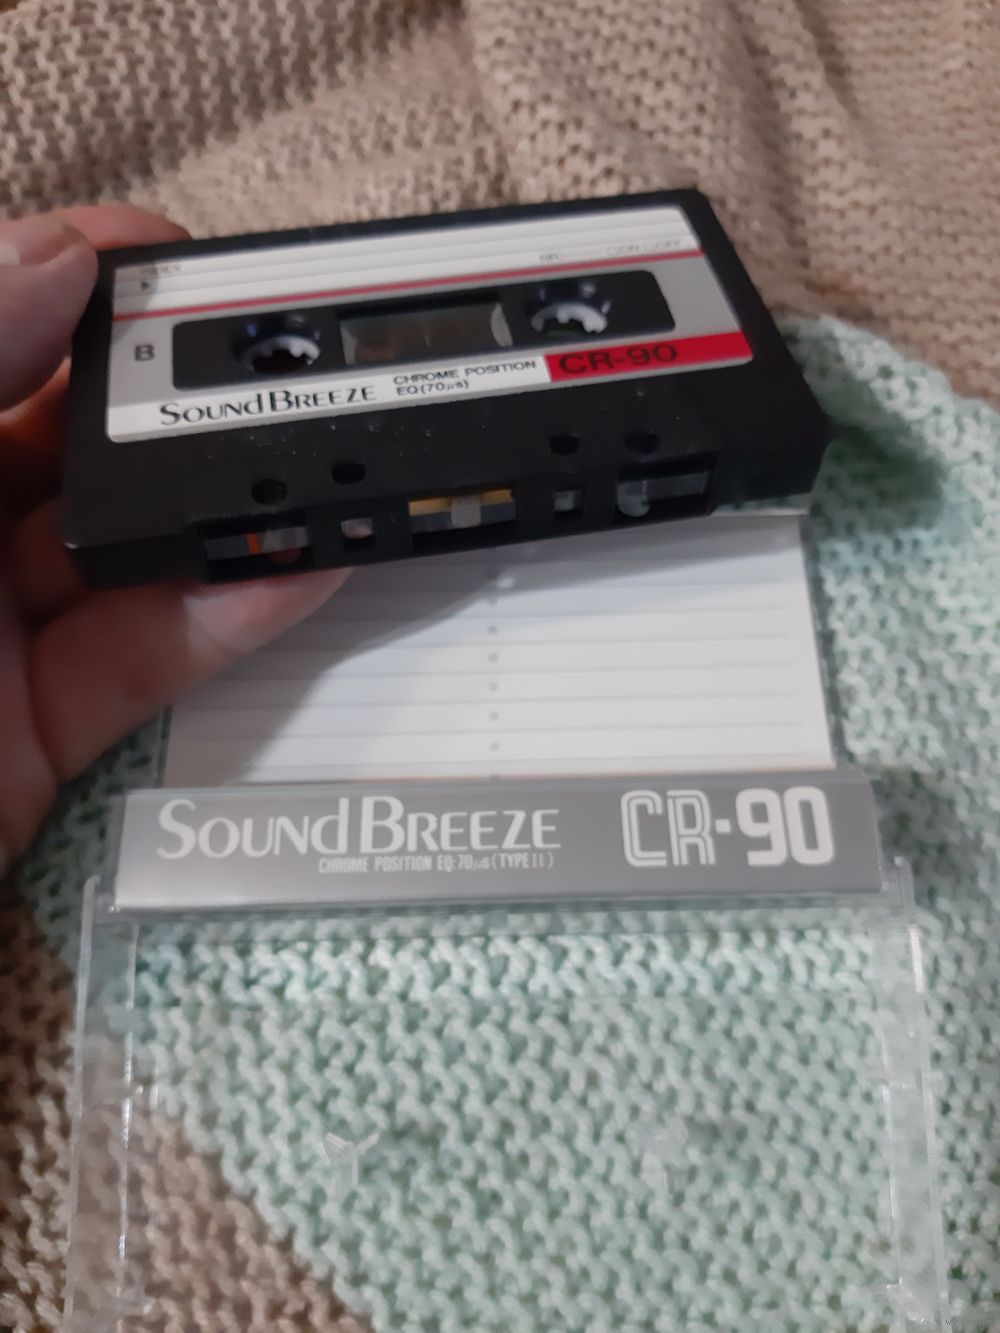 B
SOUNDBREEZE
CHROME POSITION
EQ(70µs)
CR-90
SOUNDBREEZE
CHROME POSITION EQ:70µs(TYPE II)
CR·90